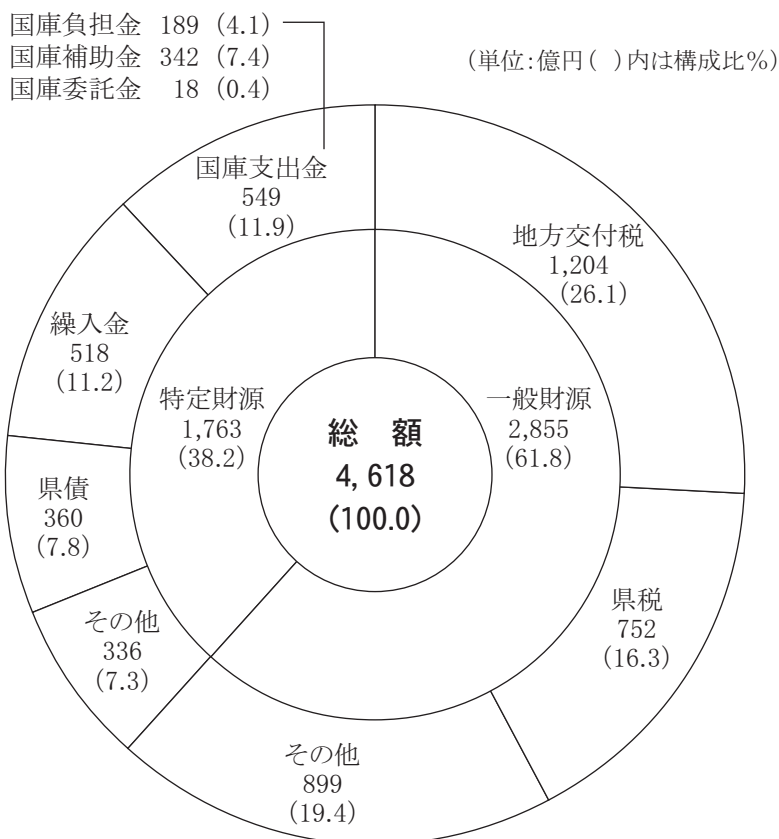 国庫負担金 189 (4.1)
国庫補助金 342 (7.4)
国庫委託金 18 (0.4)
(単位:億円( )内は構成比%)
国庫支出金
549
(11.9)
地方交付税
1,204
(26.1)
繰入金
518
(11.2)
特定財源
1,763
(38.2)
総 額
4,618
(100.0)
一般財源
2,855
(61.8)
県債
360
(7.8)
その他
336
(7.3)
県税
752
(16.3)
その他
899
(19.4)